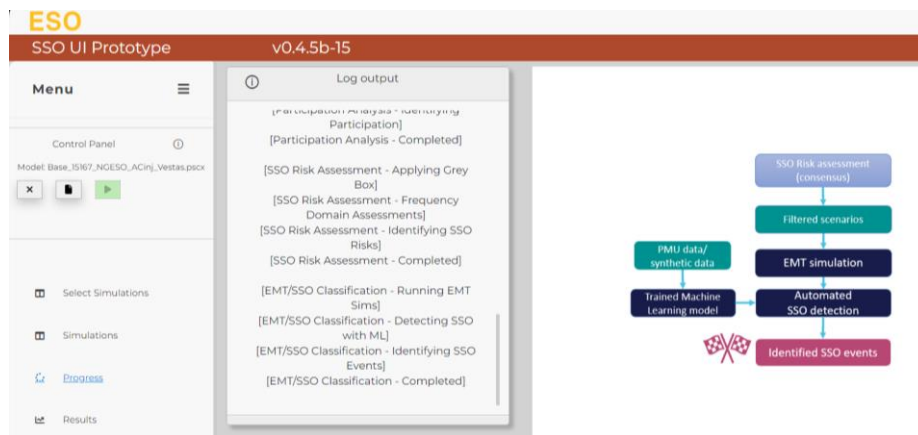 ESO
SSO UI Prototype v0.4.5b-15
Menu
Control Panel
Model: Base_15167_NGESO_ACinj_Vestas.pscx
Select Simulations
Simulations
Progress
Results
Log output
[Participation Analysis - Identifying
Participation]
[Participation Analysis - Completed]
[SSO Risk Assessment - Applying Grey
Box]
[SSO Risk Assessment - Frequency
Domain Assessments]
[SSO Risk Assessment - Identifying SSO
Risks]
[SSO Risk Assessment - Completed]
[EMT/SSO Classification - Running EMT
Sims]
[EMT/SSO Classification - Detecting SSO
with ML]
[EMT/SSO Classification - Identifying SSO
Events]
[EMT/SSO Classification - Completed]
SSO Risk assessment
(consensus)
Filtered scenarios
PMU data/
synthetic data
EMT simulation
Trained Machine
Learning model
Automated
SSO detection
Identified SSO events